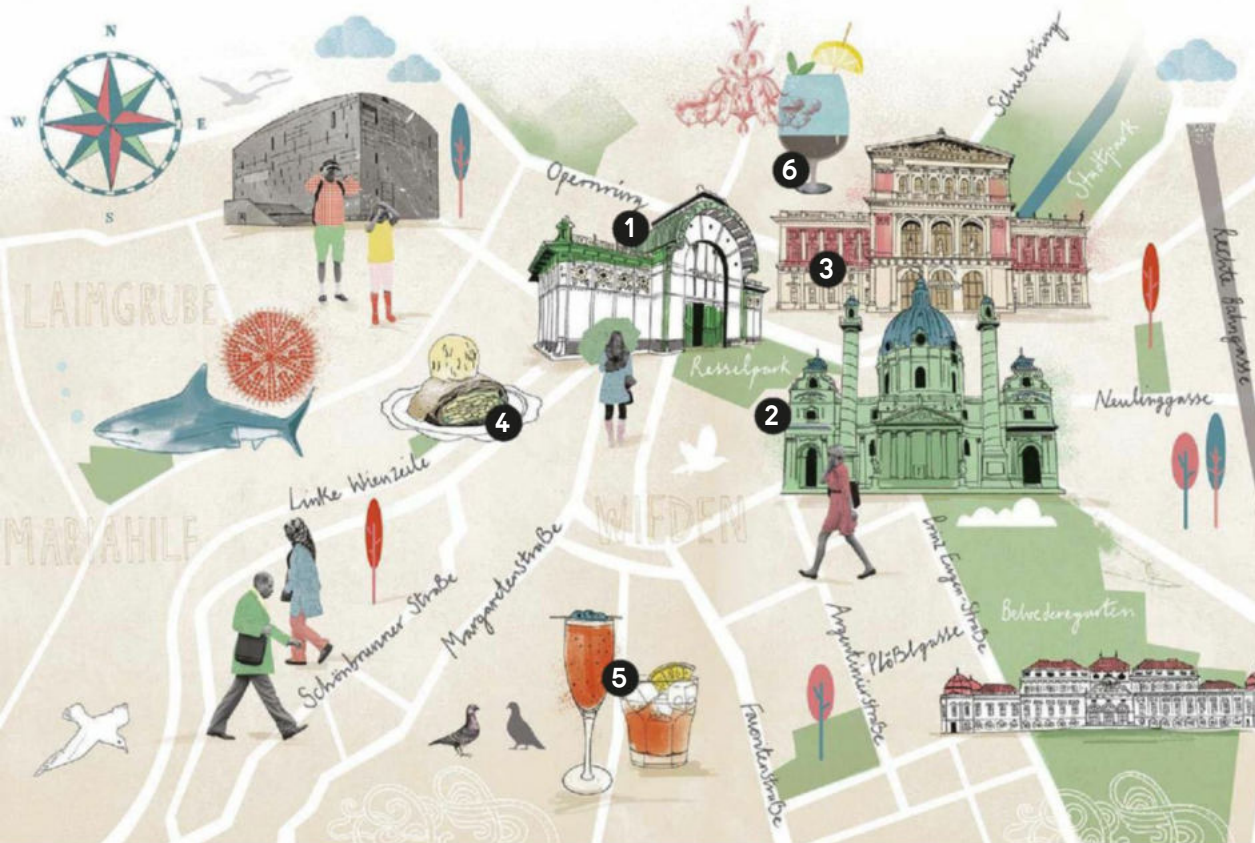 N
W
E
S
Opernring
Schubertring
Stadtpark
Rechte Bahngasse
1
6
3
LAIMGRUBE
Resselpark
2
4
Neulinggasse
Linke Wienzeile
MARIAHILF
WIEDEN
Schönbrunner Straße
Margaretenstraße
Prinz Eugen-Straße
Belvederegarten
Argentinierstraße
Plößlgasse
5
Favoritenstraße